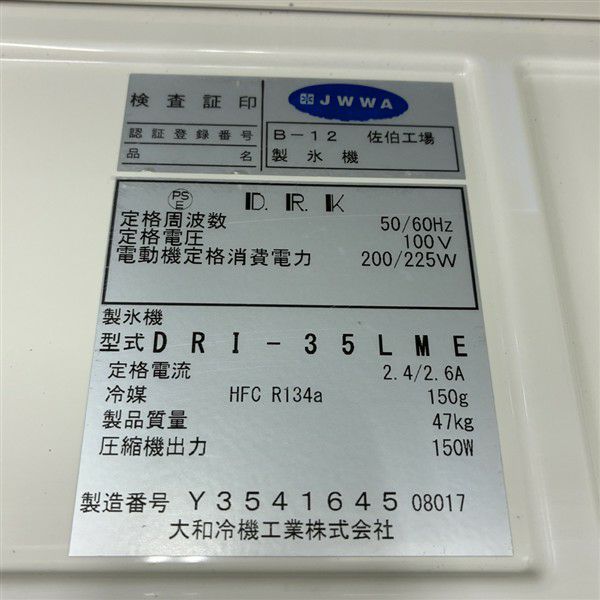 検査証印 JWWA
認証登録番号 B-12 佐伯工場
品名 製氷機
PSE D.R.K
定格周波数 50/60Hz
定格電圧 100V
電動機定格消費電力 200/225W
製氷機
型式 DRI-35LME
定格電流 2.4/2.6A
冷媒 HFC R134a 150g
製品質量 47kg
圧縮機出力 150W
製造番号 Y3541645 08017
大和冷機工業株式会社